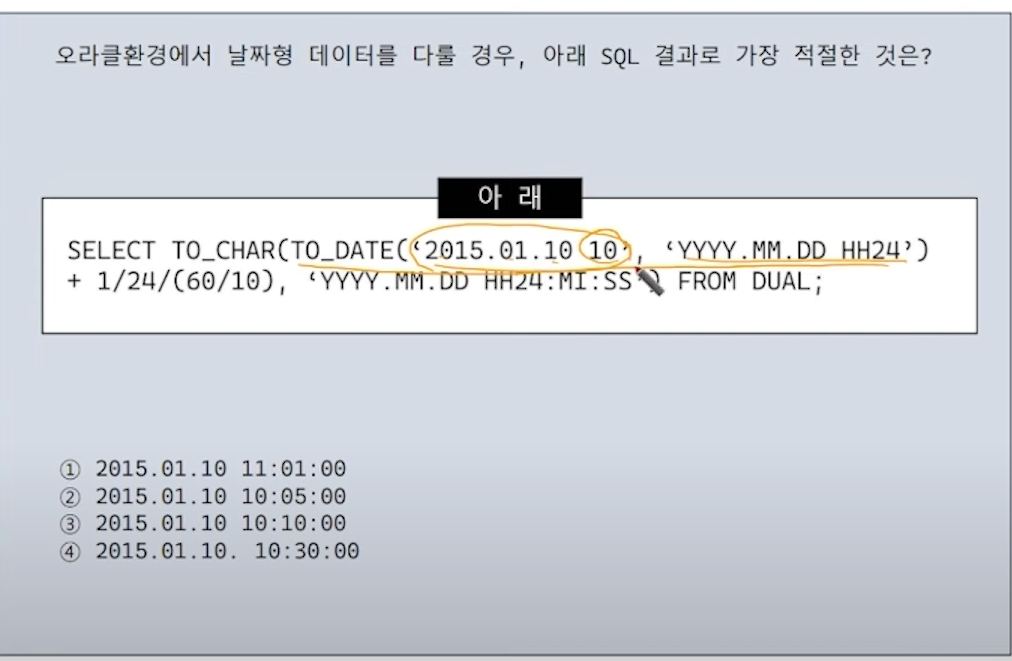 오라클환경에서 날짜형 데이터를 다룰 경우, 아래 SQL 결과로 가장 적절한 것은?
아 래
SELECT TO_CHAR(TO_DATE(‘2015.01.10 10’, ‘YYYY.MM.DD HH24’)
+ 1/24/(60/10), ‘YYYY.MM.DD HH24:MI:SS’) FROM DUAL;
① 2015.01.10 11:01:00
② 2015.01.10 10:05:00
③ 2015.01.10 10:10:00
④ 2015.01.10. 10:30:00